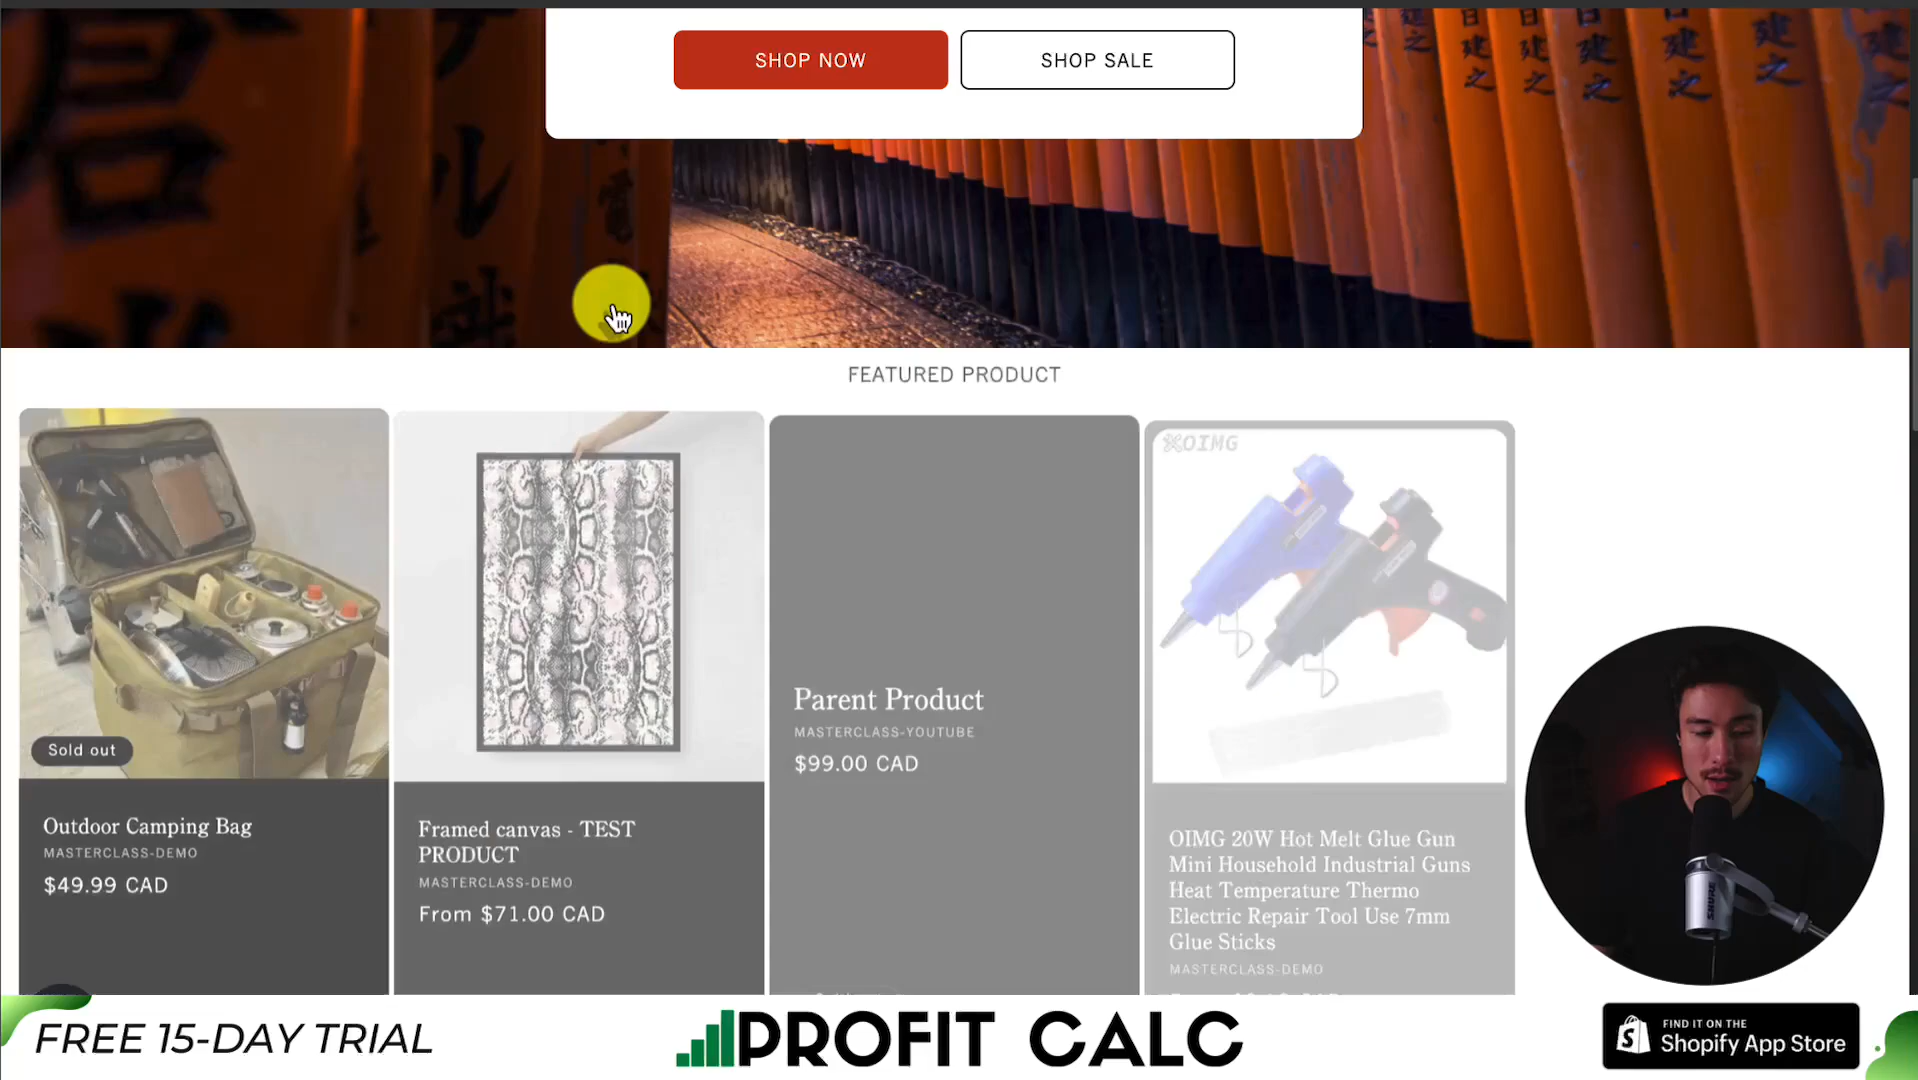 SHOP NOW
SHOP SALE
FEATURED PRODUCT
OIMG
Sold out
Outdoor Camping Bag
MASTERCLASS-DEMO
$49.99 CAD
Framed canvas - TEST
PRODUCT
MASTERCLASS-DEMO
From $71.00 CAD
Parent Product
MASTERCLASS-YOUTUBE
$99.00 CAD
OIMG 20W Hot Melt Glue Gun
Mini Household Industrial Guns
Heat Temperature Thermo
Electric Repair Tool Use 7mm
Glue Sticks
MASTERCLASS-DEMO
SHURE
FREE 15-DAY TRIAL
PROFIT CALC
FIND IT ON THE
Shopify App Store